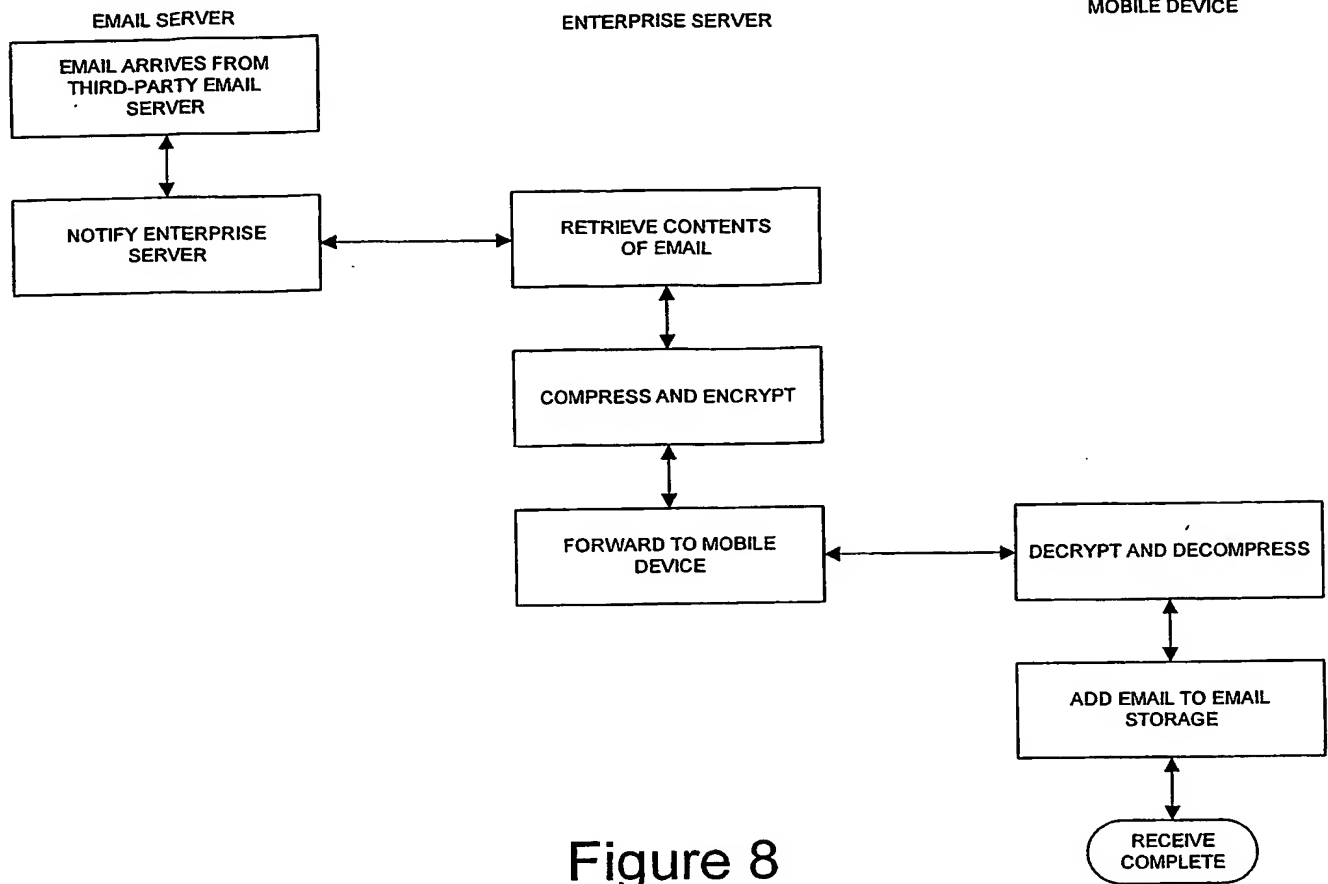 EMAIL SERVER
ENTERPRISE SERVER
MOBILE DEVICE
EMAIL ARRIVES FROM
THIRD-PARTY EMAIL
SERVER
NOTIFY ENTERPRISE
SERVER
RETRIEVE CONTENTS
OF EMAIL
COMPRESS AND ENCRYPT
FORWARD TO MOBILE
DEVICE
DECRYPT AND DECOMPRESS
ADD EMAIL TO EMAIL
STORAGE
RECEIVE
COMPLETE
Figure 8